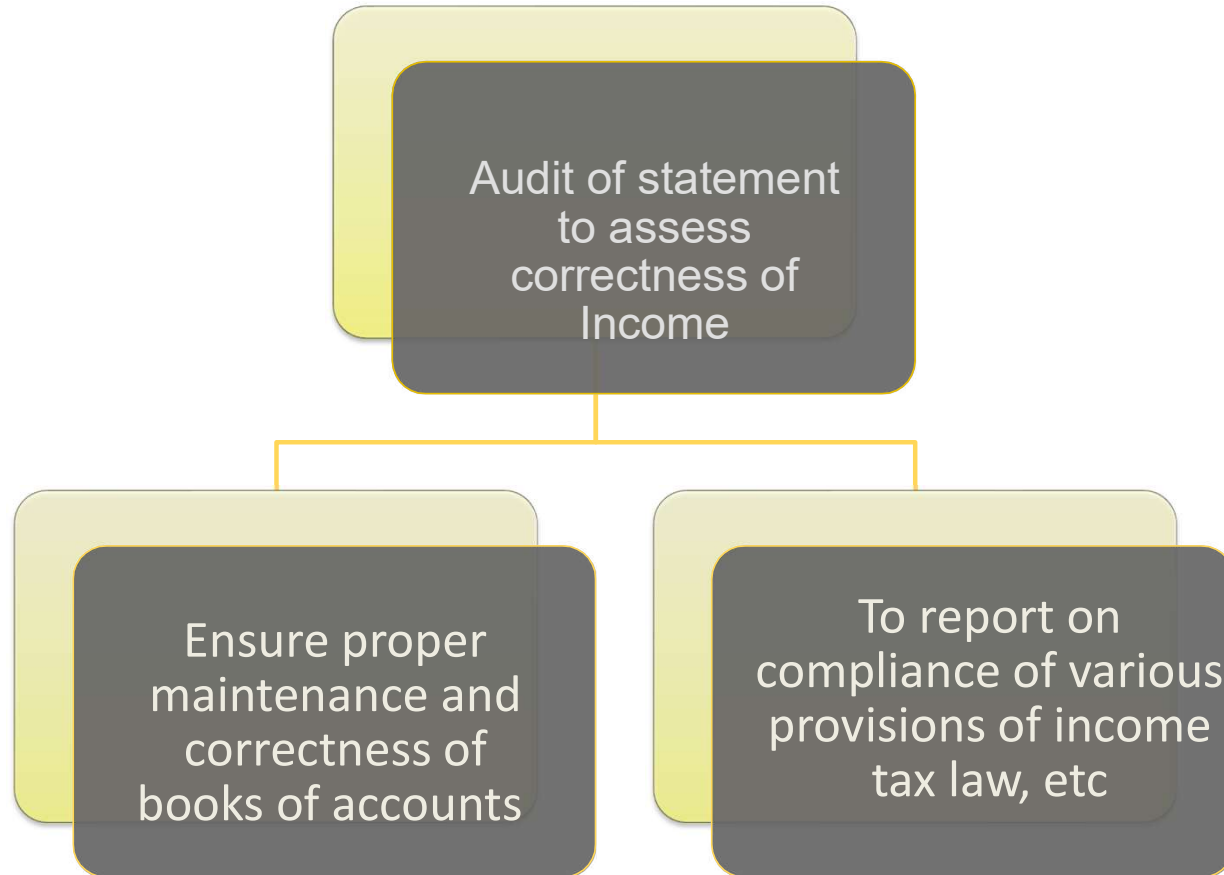 Audit of statement
to assess
correctness of
Income
Ensure proper
maintenance and
correctness of
books of accounts
To report on
compliance of various
provisions of income
tax law, etc